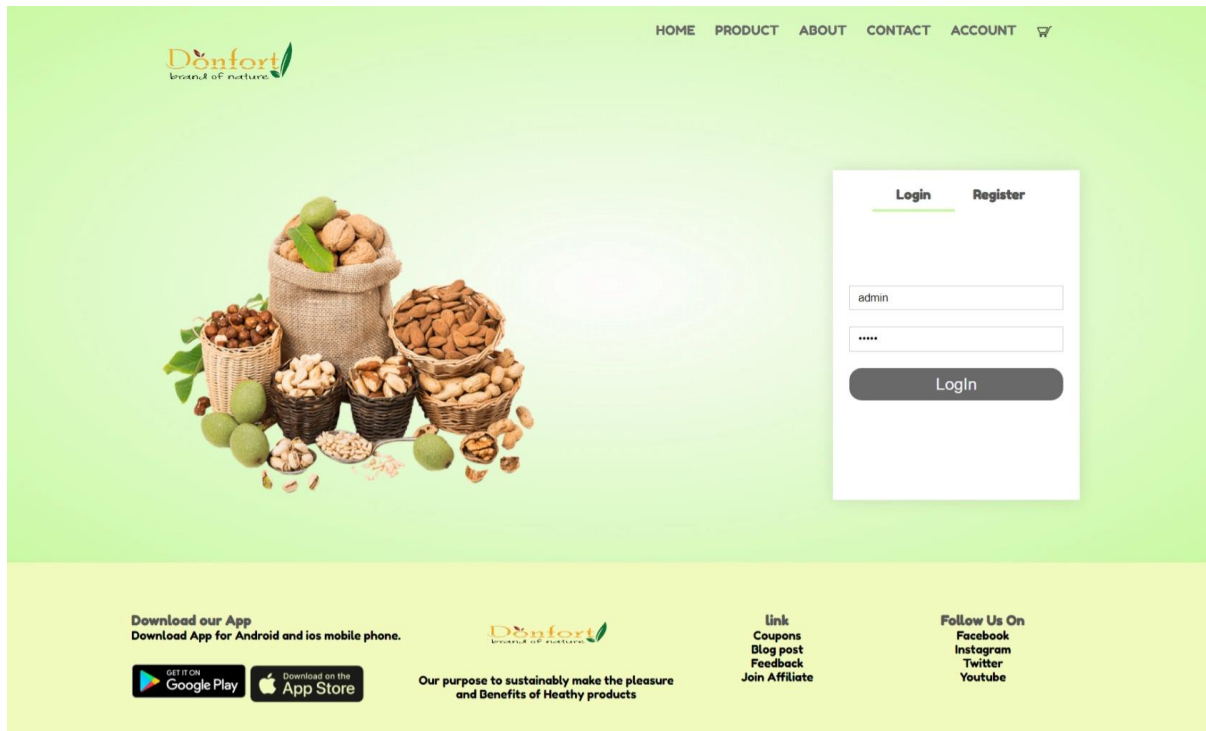 HOME PRODUCT ABOUT CONTACT ACCOUNT
Donfort
brand of nature
Login Register
admin
•••••
LogIn
Download our App
Download App for Android and ios mobile phone.
GET IT ON
Google Play
Download on the
App Store
Donfort
brand of nature
Our purpose to sustainably make the pleasure
and Benefits of Heathy products
link
Coupons
Blog post
Feedback
Join Affiliate
Follow Us On
Facebook
Instagram
Twitter
Youtube